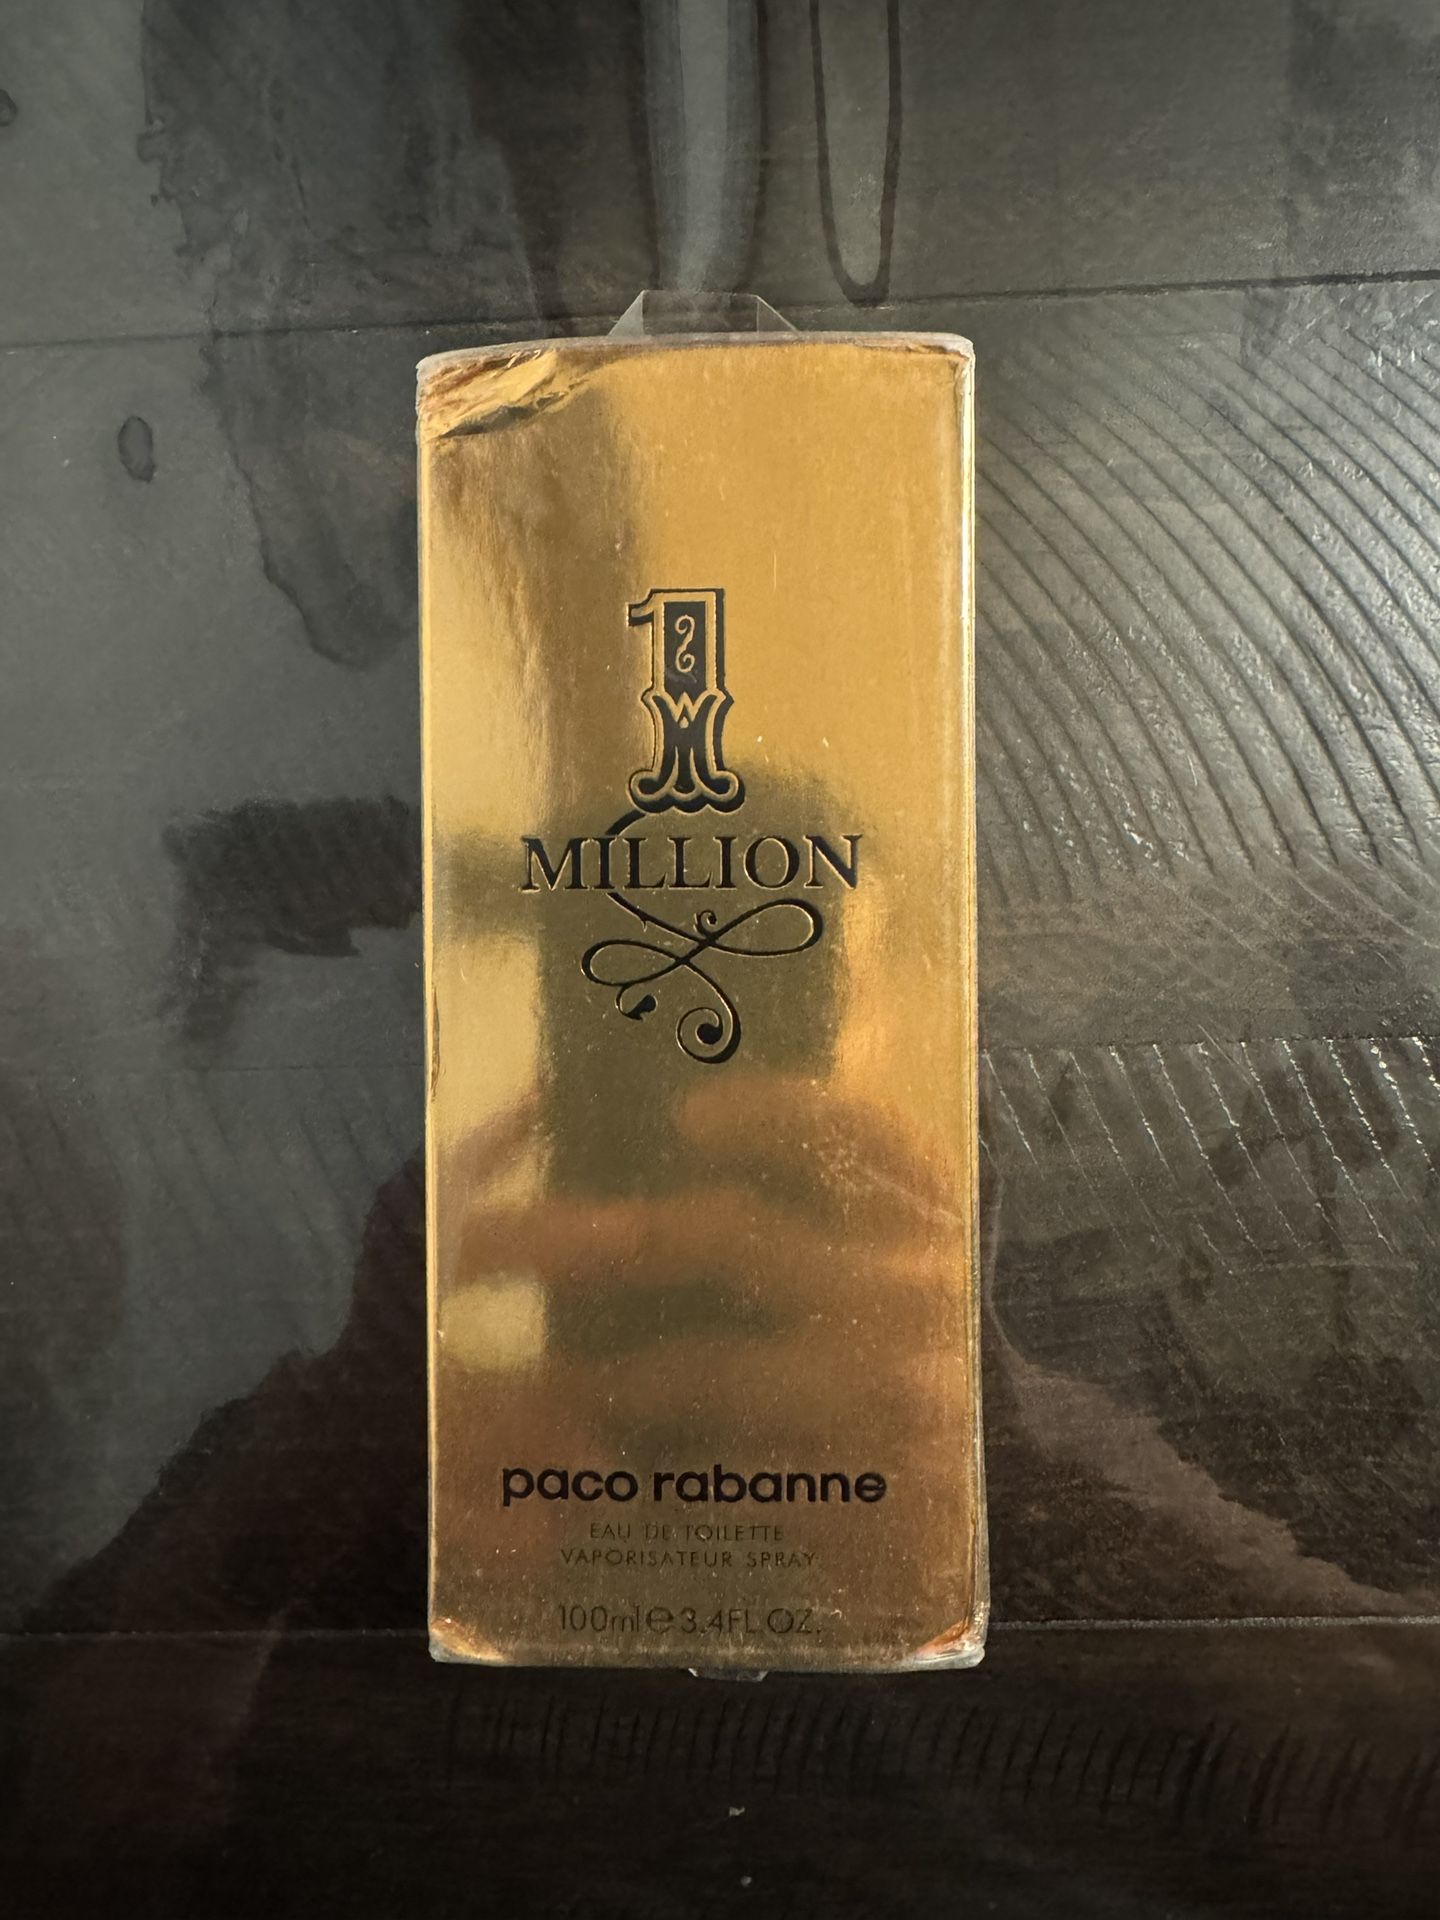 1
MILLION
paco rabanne
EAU DE TOILETTE
VAPORISATEUR SPRAY
100ml e 3.4FL.OZ.